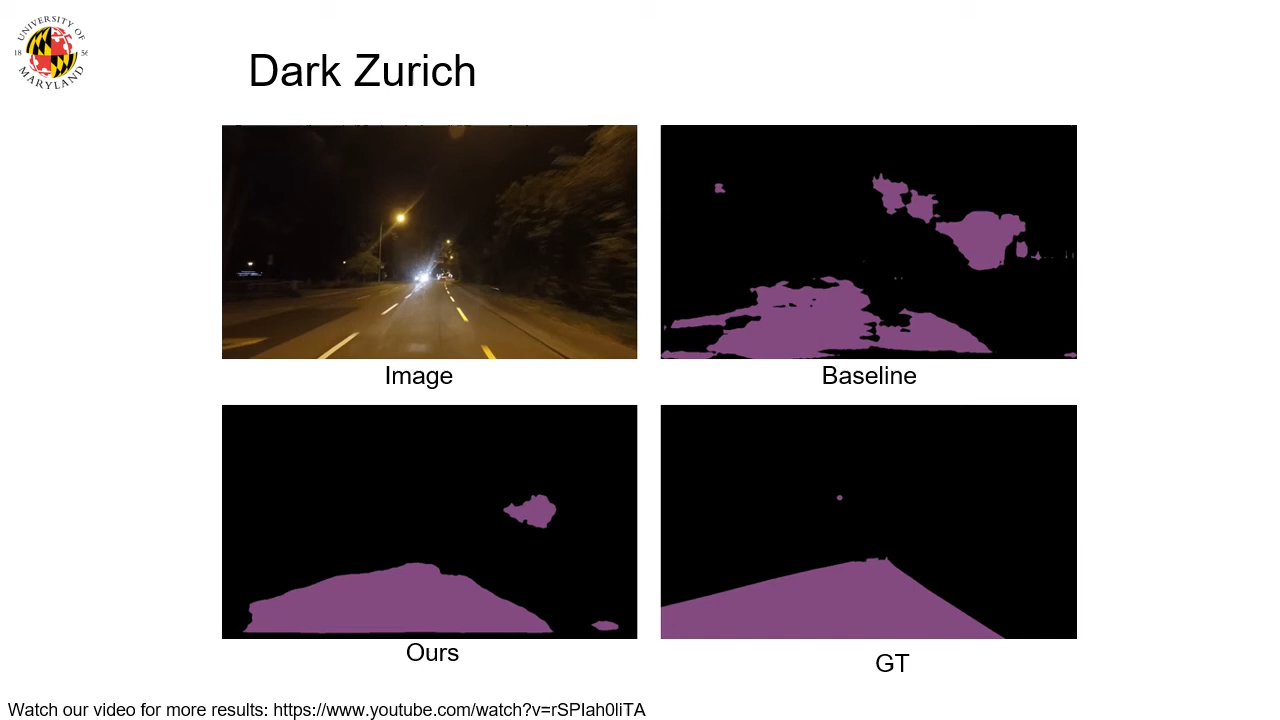 UNIVERSITY OF
18 56
MARYLAND
Dark Zurich
Image
Baseline
Ours
GT
Watch our video for more results: https://www.youtube.com/watch?v=rSPIah0liTA